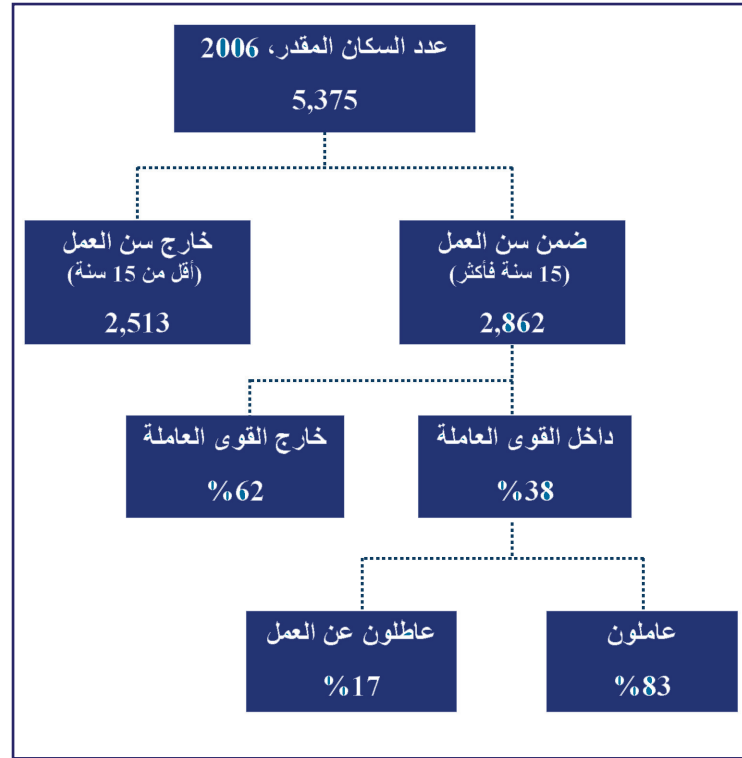 عدد السكان المقدر، 2006
5,375
ضمن سن العمل
(15 سنة فأكثر)
2,862
خارج سن العمل
(أقل من 15 سنة)
2,513
داخل القوى العاملة
%38
خارج القوى العاملة
%62
عاملون
%83
عاطلون عن العمل
%17